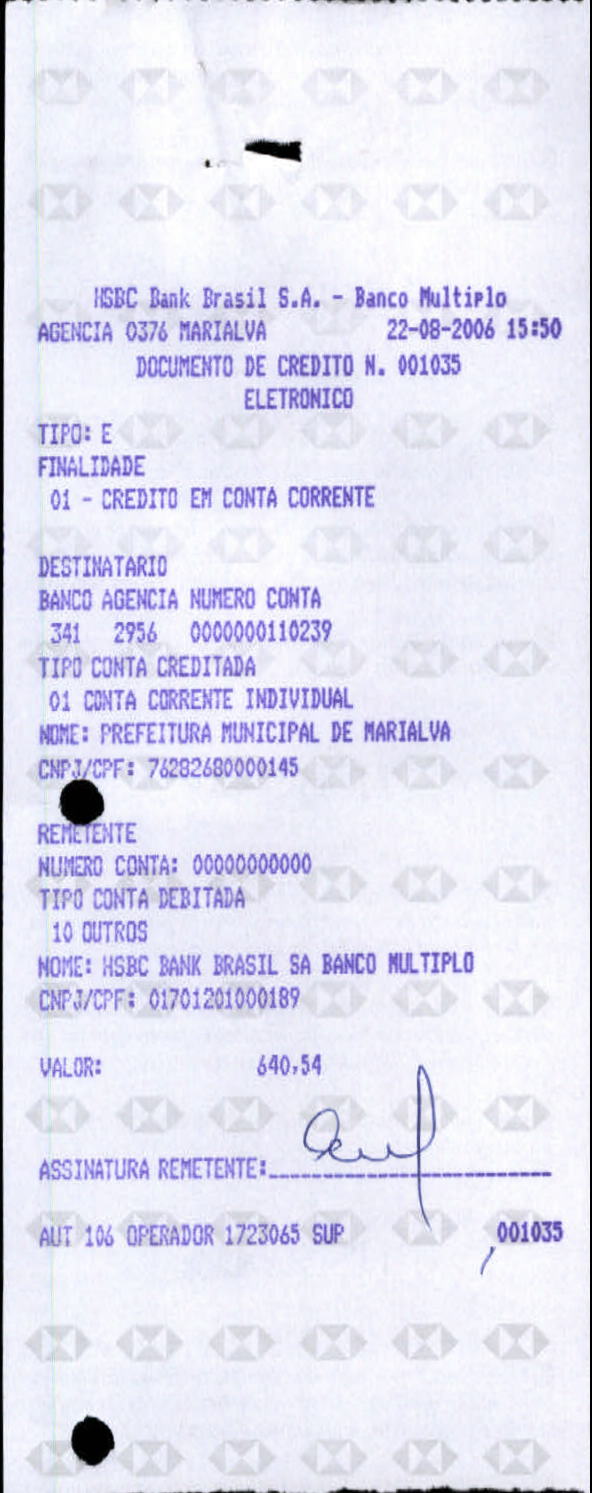 HSBC Bank Brasil S.A. - Banco Multiplo
AGENCIA 0376 MARIALVA 22-08-2006 15:50
DOCUMENTO DE CREDITO N. 001035
ELETRONICO
TIPO: E
FINALIDADE
01 - CREDITO EM CONTA CORRENTE
DESTINATARIO
BANCO AGENCIA NUMERO CONTA
341 2956 0000000110239
TIPO CONTA CREDITADA
01 CONTA CORRENTE INDIVIDUAL
NOME: PREFEITURA MUNICIPAL DE MARIALVA
CNPJ/CPF: 76282680000145
REMETENTE
NUMERO CONTA: 00000000000
TIPO CONTA DEBITADA
10 OUTROS
NOME: HSBC BANK BRASIL SA BANCO MULTIPLO
CNPJ/CPF: 01701201000189
VALOR: 640,54
ASSINATURA REMETENTE:
AUT 106 OPERADOR 1723065 SUP 001035